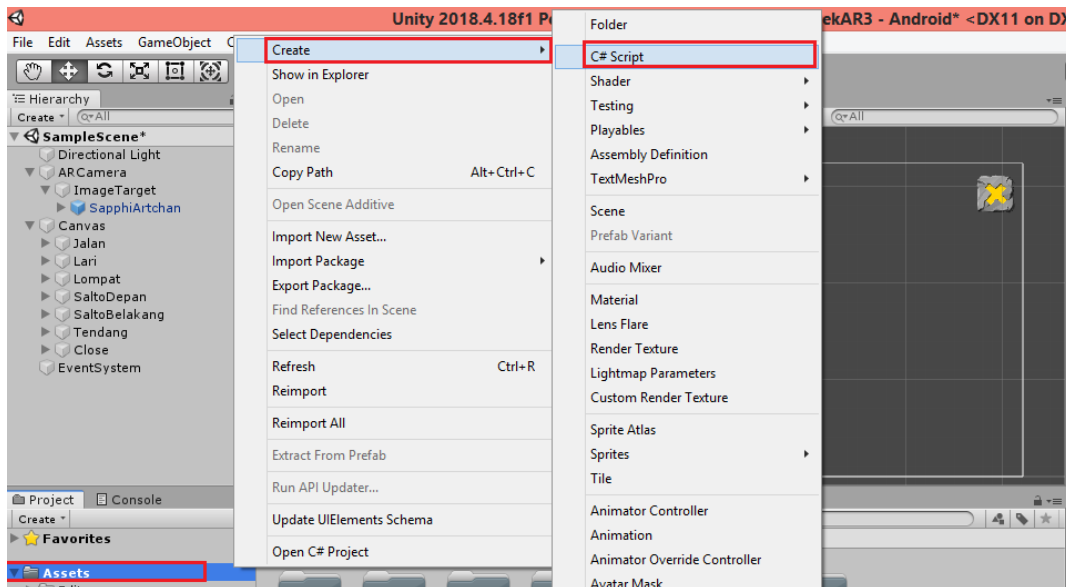 Unity 2018.4.18f1 P
ekAR3 - Android* <DX11 on DX
File Edit Assets GameObject
Hierarchy
Create All
SampleScene*
Directional Light
ARCamera
ImageTarget
SapphiArtchan
Canvas
Jalan
Lari
Lompat
SaltoDepan
SaltoBelakang
Tendang
Close
EventSystem
Project Console
Create
Favorites
Assets
Create
Show in Explorer
Open
Delete
Rename
Copy Path Alt+Ctrl+C
Open Scene Additive
Import New Asset...
Import Package
Export Package...
Find References In Scene
Select Dependencies
Refresh Ctrl+R
Reimport
Reimport All
Extract From Prefab
Run API Updater...
Update UIElements Schema
Open C# Project
Folder
C# Script
Shader
Testing
Playables
Assembly Definition
TextMeshPro
Scene
Prefab Variant
Audio Mixer
Material
Lens Flare
Render Texture
Lightmap Parameters
Custom Render Texture
Sprite Atlas
Sprites
Tile
Animator Controller
Animation
Animator Override Controller
Avatar Mask
All